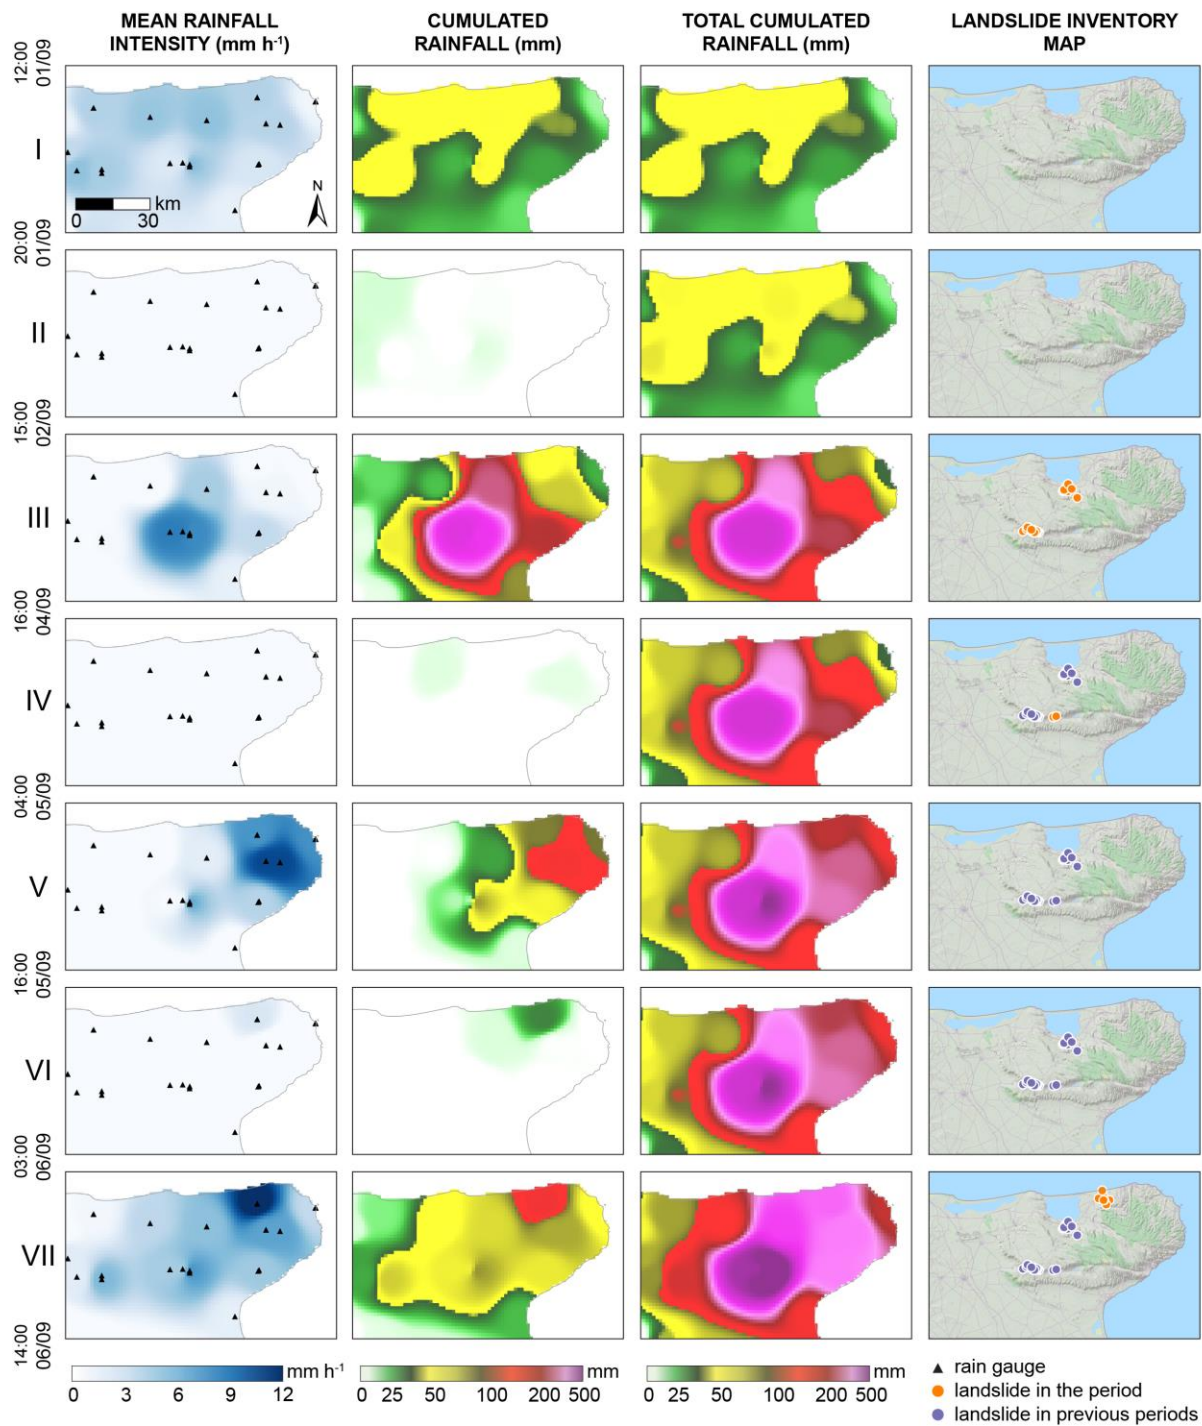 MEAN RAINFALL
INTENSITY (mm h-1)
CUMULATED
RAINFALL (mm)
TOTAL CUMULATED
RAINFALL (mm)
LANDSLIDE INVENTORY
MAP
12:00
01/09
I
N
km
0 30
20:00
01/09
II
15:00
02/09
III
16:00
04/09
IV
04:00
05/09
V
16:00
05/09
VI
03:00
06/09
VII
14:00
06/09
mm h-1
0 3 6 9 12
mm
0 25 50 100 200 500
mm
0 25 50 100 200 500
rain gauge
landslide in the period
landslide in previous periods